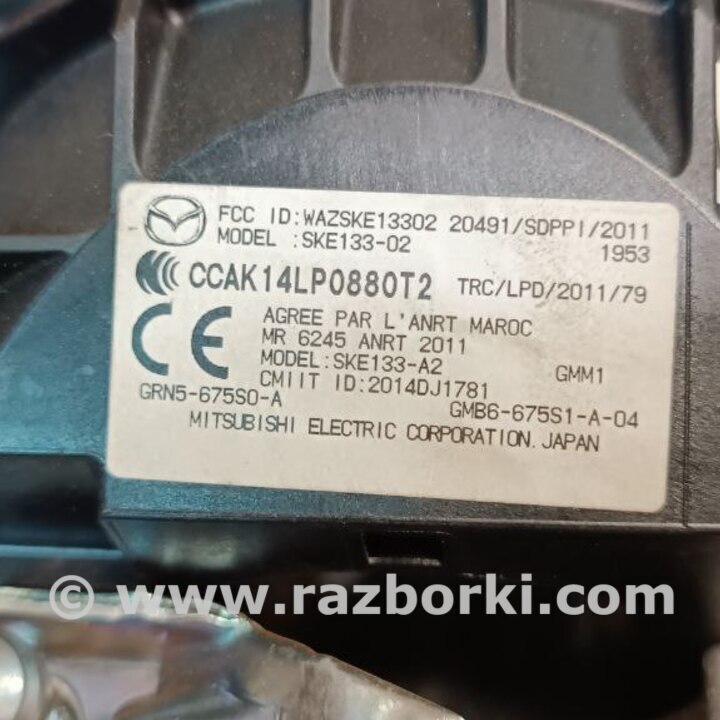 FCC ID:WAZSKE13302 20491/SDPPI/2011
MODEL :SKE133-02 1953
CCAK14LP0880T2 TRC/LPD/2011/79
CE AGREE PAR L'ANRT MAROC
MR 6245 ANRT 2011
MODEL:SKE133-A2 GMM1
CMIIT ID:2014DJ1781
GRN5-675S0-A GMB6-675S1-A-04
MITSUBISHI ELECTRIC CORPORATION.JAPAN
© www.razborki.com